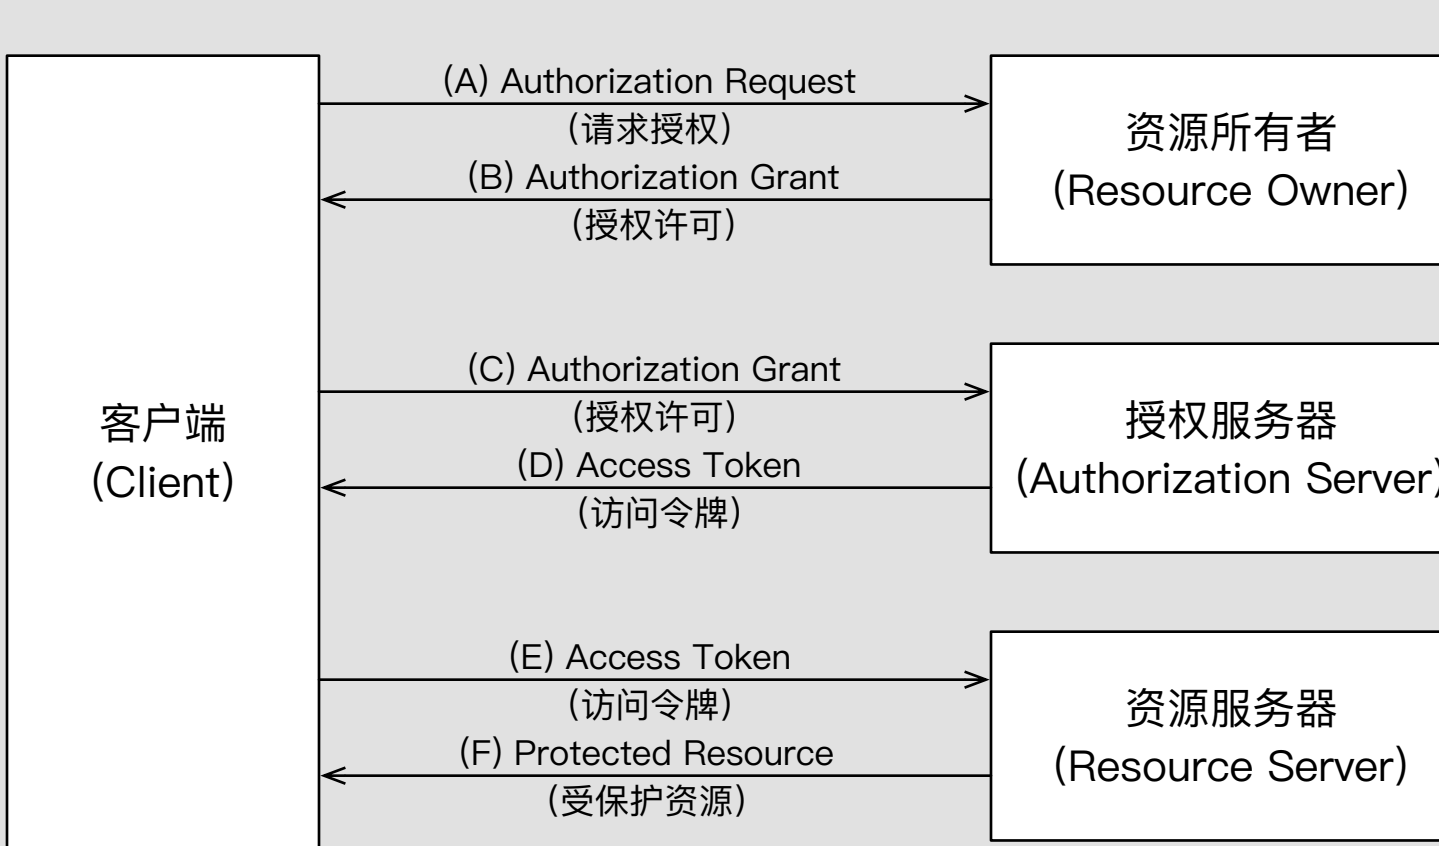 (A) Authorization Request
(请求授权)
(B) Authorization Grant
(授权许可)
资源所有者
(Resource Owner)
(C) Authorization Grant
(授权许可)
(D) Access Token
(访问令牌)
客户端
(Client)
授权服务器
(Authorization Server)
(E) Access Token
(访问令牌)
(F) Protected Resource
(受保护资源)
资源服务器
(Resource Server)